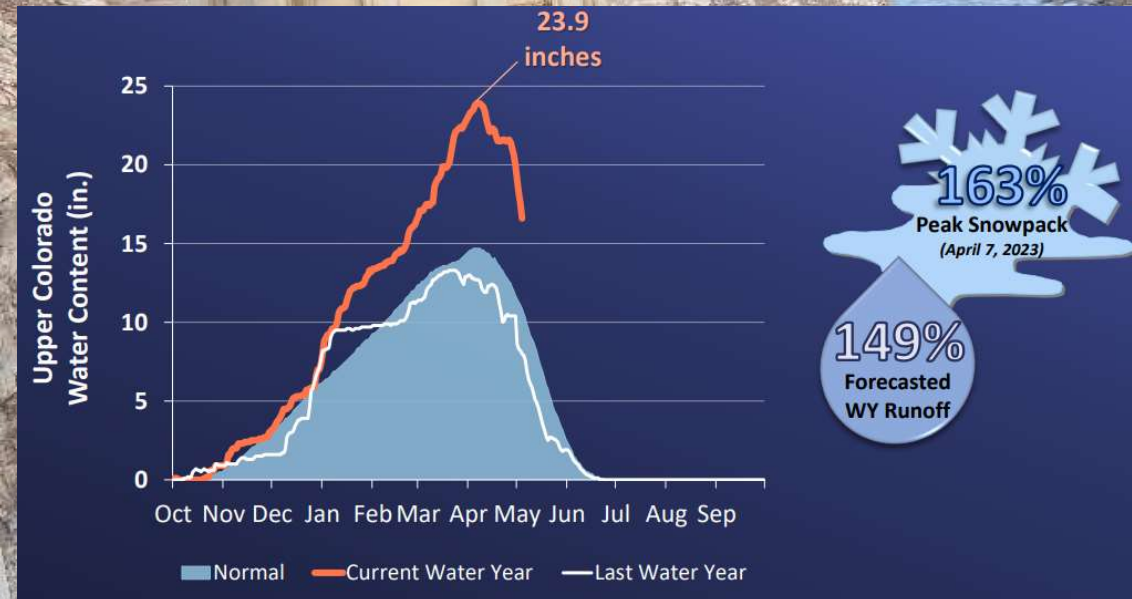 23.9
inches
Upper Colorado
Water Content (in.)
25
20
15
10
5
0
Oct Nov Dec Jan Feb Mar Apr May Jun Jul Aug Sep
Normal Current Water Year Last Water Year
163%
Peak Snowpack
(April 7, 2023)
149%
Forecasted
WY Runoff